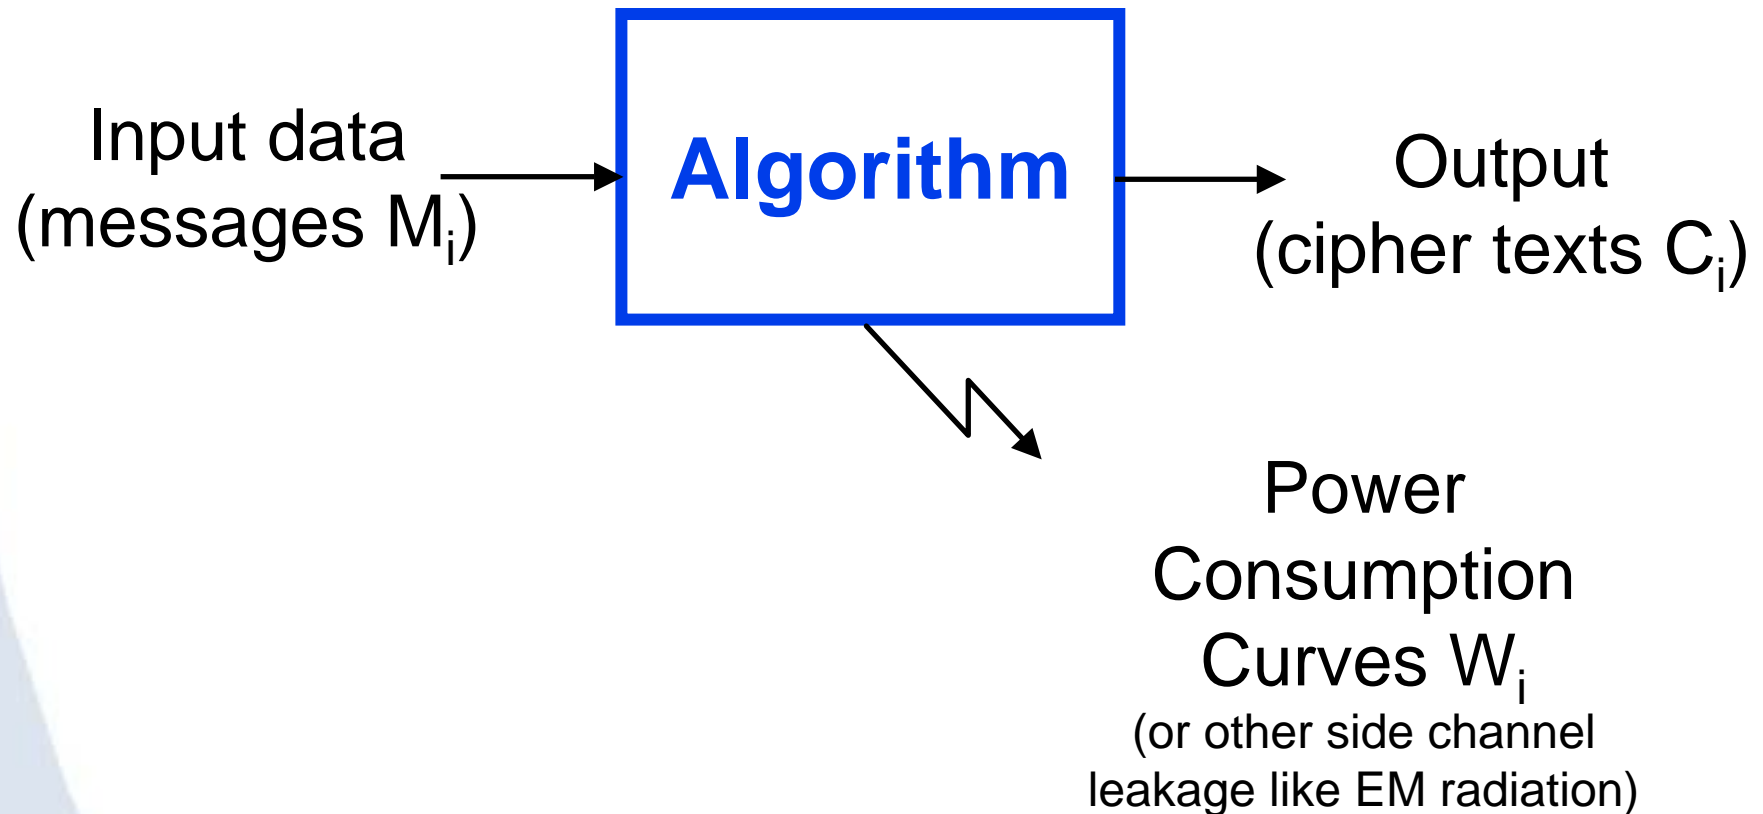 Input data
(messages Mᵢ)
Algorithm
Output
(cipher texts Cᵢ)
Power
Consumption
Curves Wᵢ
(or other side channel
leakage like EM radiation)